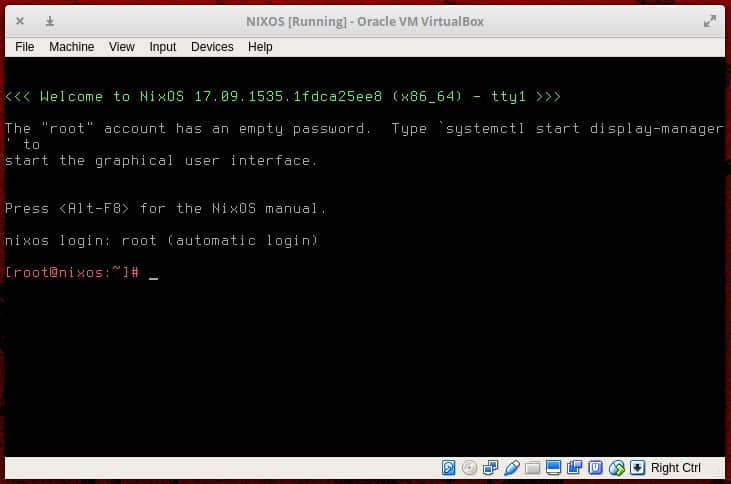 NIXOS [Running] - Oracle VM VirtualBox
File Machine View Input Devices Help
<<< Welcome to NixOS 17.09.1535.1fdca25ee8 (x86_64) - tty1 >>>
The "root" account has an empty password.  Type `systemctl start display-manager
' to
start the graphical user interface.
Press <Alt-F8> for the NixOS manual.
nixos login: root (automatic login)
[root@nixos:~]# _
Right Ctrl